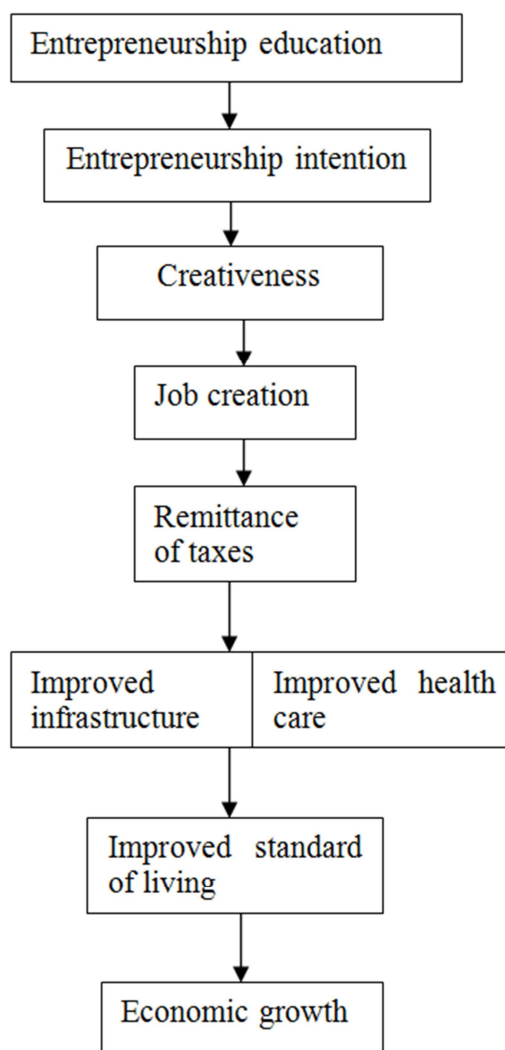 Entrepreneurship education
Entrepreneurship intention
Creativeness
Job creation
Remittance
of taxes
Improved
infrastructure
Improved health
care
Improved standard
of living
Economic growth